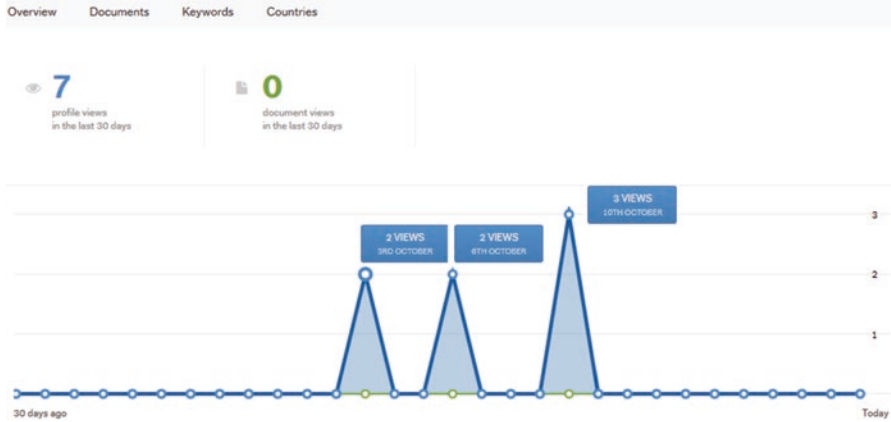 Overview Documents Keywords Countries
7
profile views
in the last 30 days
0
document views
in the last 30 days
3 VIEWS
10TH OCTOBER
2 VIEWS
3RD OCTOBER
2 VIEWS
6TH OCTOBER
3
2
1
30 days ago
Today